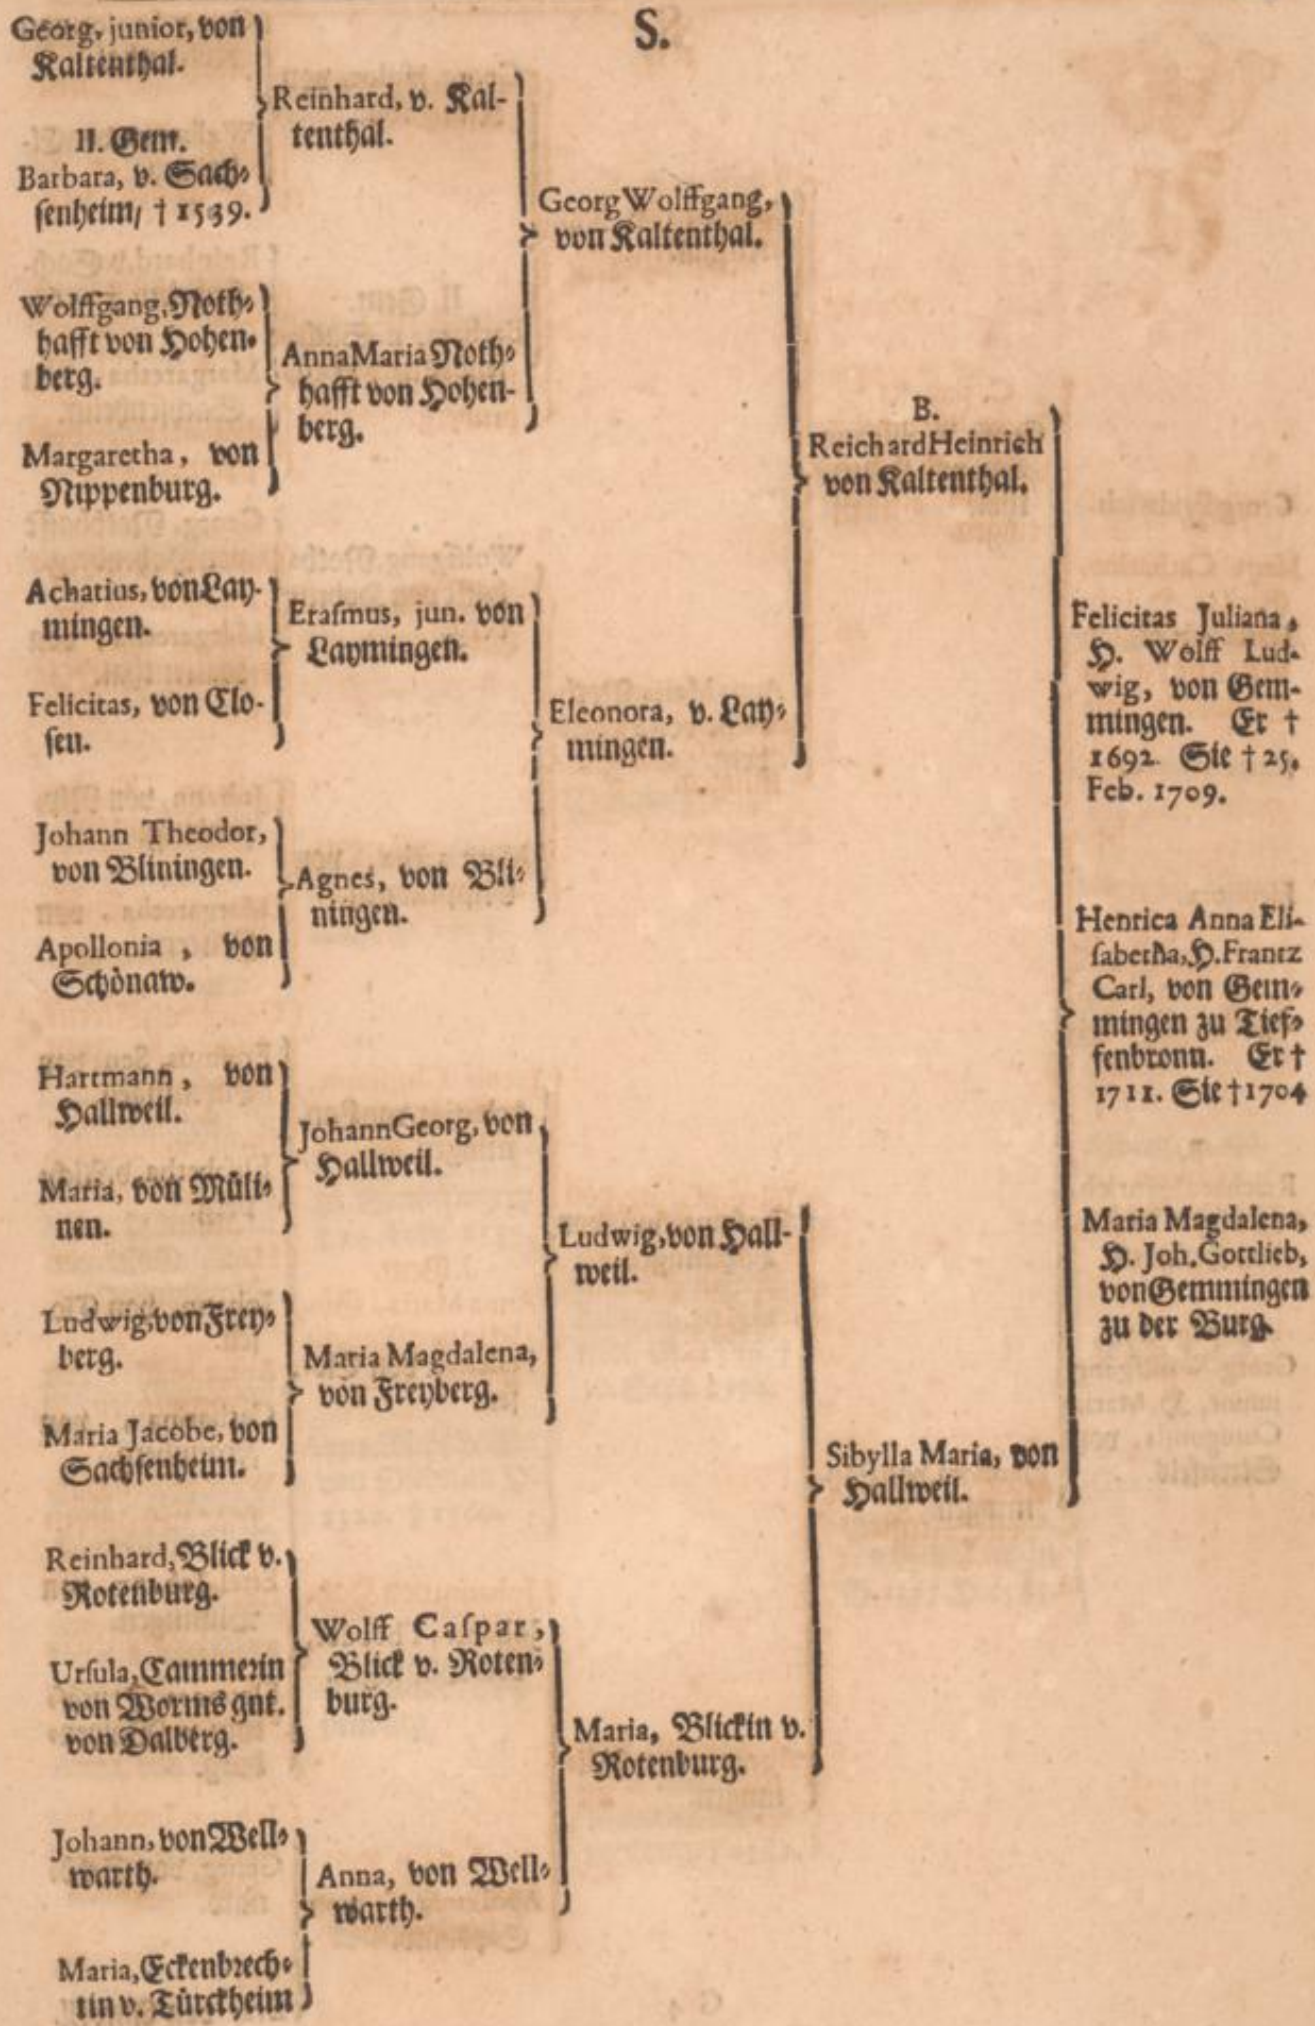 S.
Georg, junior, von
Kaltenthal.
II. Gem.
Barbara, v. Sach-
senheim/ † 1539.
Wolffgang, Noth-
hafft von Hohen-
berg.
Margaretha, von
Nippenburg.
Achatius, von Lay-
mingen.
Felicitas, von Clo-
sen.
Johann Theodor,
von Bliningen.
Apollonia, von
Schönaw.
Hartmann, von
Hallweil.
Maria, von Müli-
nen.
Ludwig, von Frey-
berg.
Maria Jacobe, von
Sachsenheim.
Reinhard, Blick v.
Rotenburg.
Ursula, Cammerin
von Worms gnt.
von Dalberg.
Johann, von Well-
warth.
Maria, Eckenbrech-
tin v. Türckheim
Reinhard, v. Kal-
tenthal.
Anna Maria Noth-
hafft von Hohen-
berg.
Erasmus, jun. von
Laymingen.
Agnes, von Bli-
ningen.
Johann Georg, von
Hallweil.
Maria Magdalena,
von Freyberg.
Wolff Caspar,
Blick v. Roten-
burg.
Anna, von Well-
warth.
Georg Wolffgang,
von Kaltenthal.
Eleonora, v. Lay-
mingen.
Ludwig, von Hall-
weil.
Maria, Blickin v.
Rotenburg.
B.
Reichard Heinrich
von Kaltenthal.
Sibylla Maria, von
Hallweil.
Felicitas Juliana,
H. Wolff Lud-
wig, von Gem-
mingen. Er †
1692. Sie † 25.
Feb. 1709.
Henrica Anna Eli-
sabetha, H. Frantz
Carl, von Gem-
mingen zu Tief-
fenbronn. Er †
1711. Sie † 1704
Maria Magdalena,
H. Joh. Gottlieb,
von Gemmingen
zu der Burg.